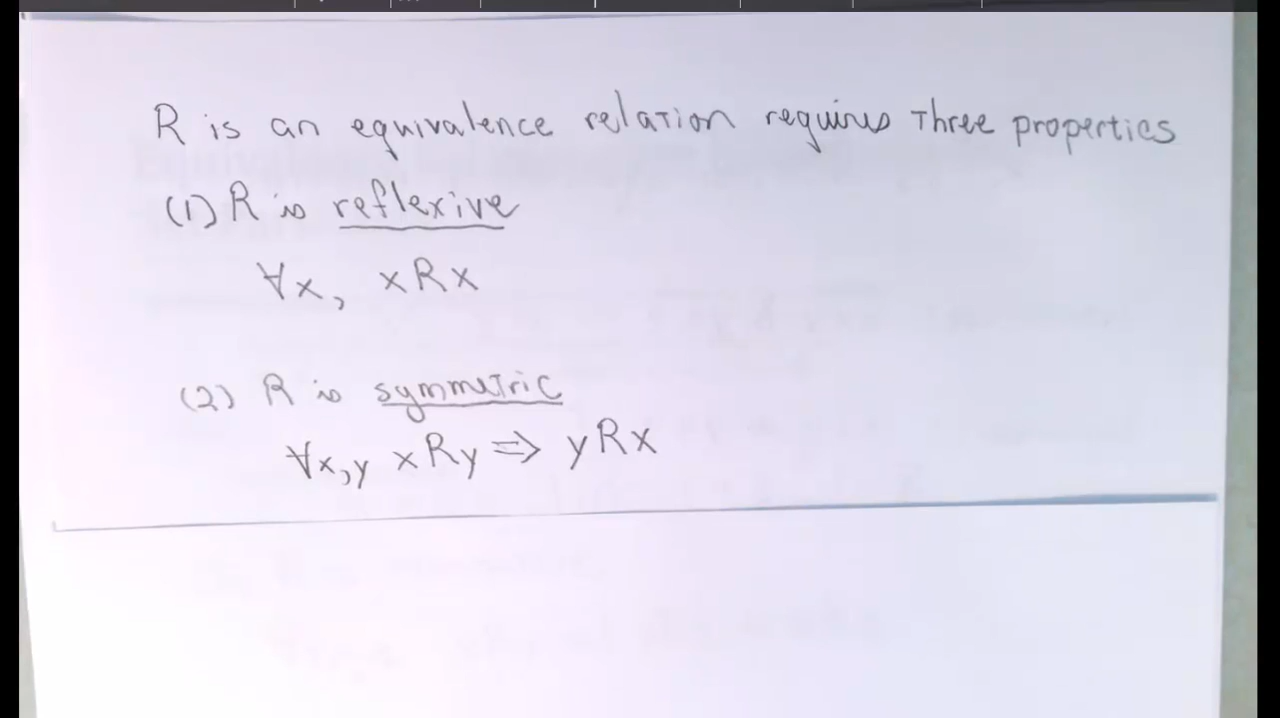 R is an equivalence relation requires Three properties
(1) R is reflexive
∀x, xRx
(2) R is symmetric
∀x,y xRy ⇒ yRx